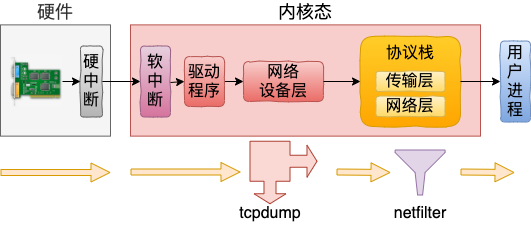 硬件
内核态
硬
中
断
软
中
断
驱动
程序
网络
设备层
协议栈
传输层
网络层
用
户
进
程
tcpdump
netfilter